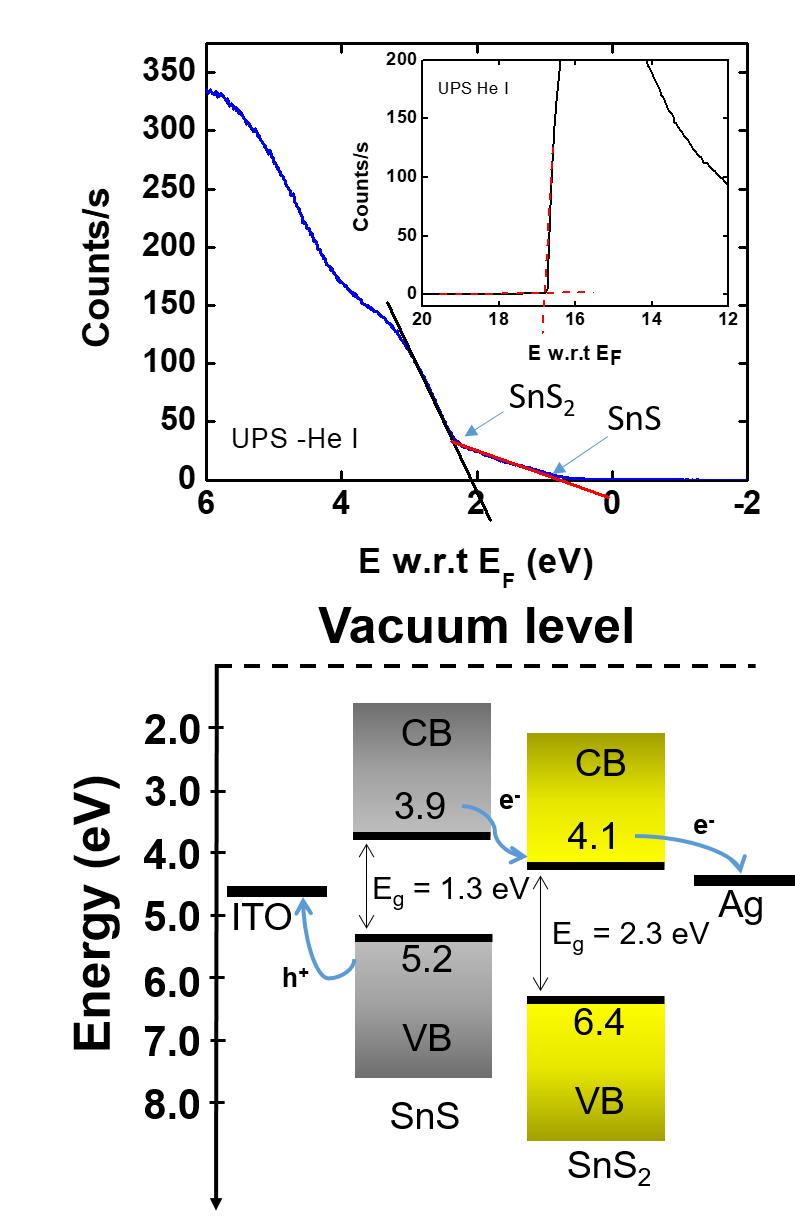 350
300
250
200
150
100
50
0
Counts/s
6 4 2 0 -2
E w.r.t E_F (eV)
UPS -He I
SnS₂
SnS
200
150
100
50
0
Counts/s
UPS He I
20 18 16 14 12
E w.r.t E_F
Vacuum level
Energy (eV)
2.0
3.0
4.0
5.0
6.0
7.0
8.0
CB
3.9
e⁻
CB
4.1
e⁻
E_g = 1.3 eV
ITO
Ag
E_g = 2.3 eV
h⁺
5.2
VB
SnS
6.4
VB
SnS₂